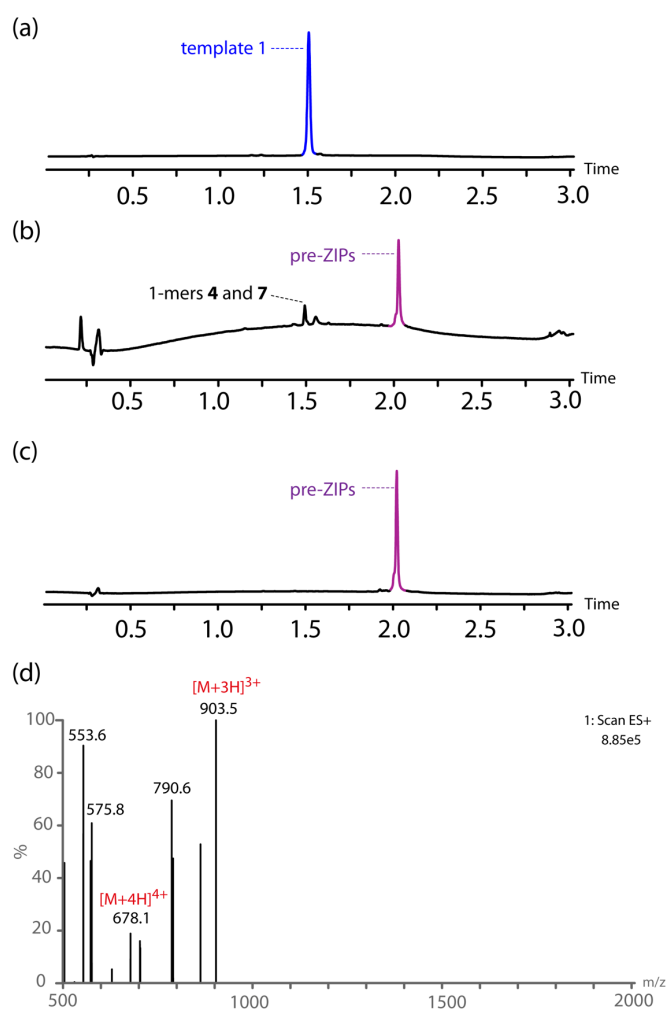 (a)
template 1
Time
0.5 1.0 1.5 2.0 2.5 3.0
(b)
pre-ZIPs
1-mers 4 and 7
Time
0.5 1.0 1.5 2.0 2.5 3.0
(c)
pre-ZIPs
Time
0.5 1.0 1.5 2.0 2.5 3.0
(d)
[M+3H]3+
903.5
1: Scan ES+
8.85e5
100
553.6
80
790.6
575.8
60
%
40
[M+4H]4+
678.1
20
0
m/z
500 1000 1500 2000